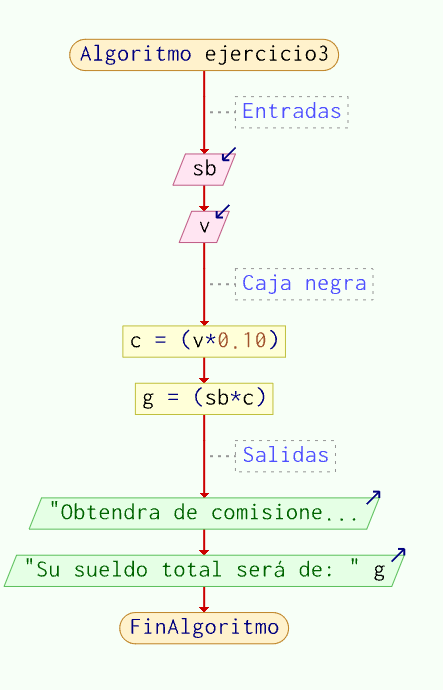 Algoritmo ejercicio3
Entradas
sb
v
Caja negra
c = (v*0.10)
g = (sb*c)
Salidas
"Obtendra de comisione...
"Su sueldo total será de: " g
FinAlgoritmo